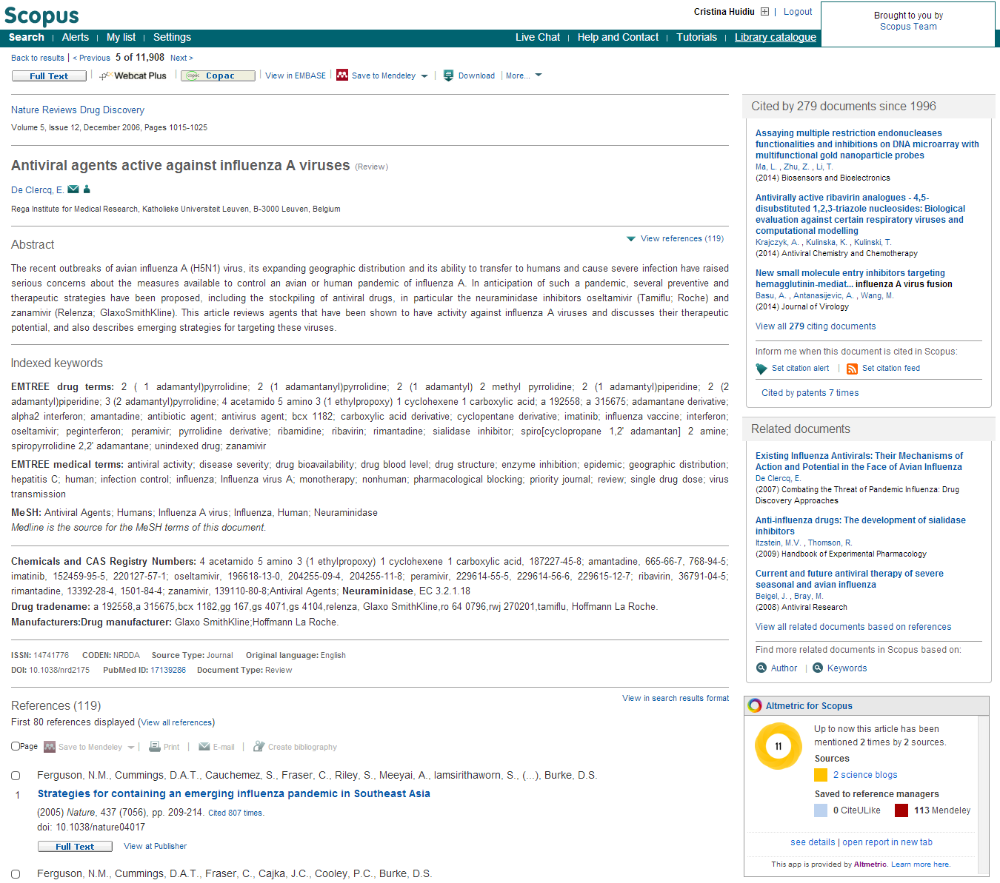 Scopus
Cristina Huidiu | Logout
Brought to you by
Scopus Team
Search | Alerts | My list | Settings
Live Chat | Help and Contact | Tutorials | Library catalogue
Back to results | < Previous 5 of 11,908 Next >
Full Text | Webcat Plus | copac Copac | View in EMBASE | Save to Mendeley | Download | More...
Nature Reviews Drug Discovery
Volume 5, Issue 12, December 2006, Pages 1015-1025
Antiviral agents active against influenza A viruses (Review)
De Clercq, E.
Rega Institute for Medical Research, Katholieke Universiteit Leuven, B-3000 Leuven, Belgium
Abstract
View references (119)
The recent outbreaks of avian influenza A (H5N1) virus, its expanding geographic distribution and its ability to transfer to humans and cause severe infection have raised
serious concerns about the measures available to control an avian or human pandemic of influenza A. In anticipation of such a pandemic, several preventive and
therapeutic strategies have been proposed, including the stockpiling of antiviral drugs, in particular the neuraminidase inhibitors oseltamivir (Tamiflu; Roche) and
zanamivir (Relenza; GlaxoSmithKline). This article reviews agents that have been shown to have activity against influenza A viruses and discusses their therapeutic
potential, and also describes emerging strategies for targeting these viruses.
Indexed keywords
EMTREE drug terms: 2 ( 1 adamantyl)pyrrolidine; 2 (1 adamantanyl)pyrrolidine; 2 (1 adamantyl) 2 methyl pyrrolidine; 2 (1 adamantyl)piperidine; 2 (2
adamantyl)piperidine; 3 (2 adamantyl)pyrrolidine; 4 acetamido 5 amino 3 (1 ethylpropoxy) 1 cyclohexene 1 carboxylic acid; a 192558; a 315675; adamantane derivative;
alpha2 interferon; amantadine; antibiotic agent; antivirus agent; bcx 1182; carboxylic acid derivative; cyclopentane derivative; imatinib; influenza vaccine; interferon;
oseltamivir; peginterferon; peramivir; pyrrolidine derivative; ribamidine; ribavirin; rimantadine; sialidase inhibitor; spiro[cyclopropane 1,2' adamantan] 2 amine;
spiropyrrolidine 2,2' adamantane; unindexed drug; zanamivir
EMTREE medical terms: antiviral activity; disease severity; drug bioavailability; drug blood level; drug structure; enzyme inhibition; epidemic; geographic distribution;
hepatitis C; human; infection control; influenza; Influenza virus A; monotherapy; nonhuman; pharmacological blocking; priority journal; review; single drug dose; virus
transmission
MeSH: Antiviral Agents; Humans; Influenza A virus; Influenza, Human; Neuraminidase
Medline is the source for the MeSH terms of this document.
Chemicals and CAS Registry Numbers: 4 acetamido 5 amino 3 (1 ethylpropoxy) 1 cyclohexene 1 carboxylic acid, 187227-45-8; amantadine, 665-66-7, 768-94-5;
imatinib, 152459-95-5, 220127-57-1; oseltamivir, 196618-13-0, 204255-09-4, 204255-11-8; peramivir, 229614-55-5, 229614-56-6, 229615-12-7; ribavirin, 36791-04-5;
rimantadine, 13392-28-4, 1501-84-4; zanamivir, 139110-80-8;Antiviral Agents; Neuraminidase, EC 3.2.1.18
Drug tradename: a 192558,a 315675,bcx 1182,gg 167,gs 4071,gs 4104,relenza, Glaxo SmithKline,ro 64 0796,rwj 270201,tamiflu, Hoffmann La Roche.
Manufacturers:Drug manufacturer: Glaxo SmithKline;Hoffmann La Roche.
ISSN: 14741776 CODEN: NRDDA Source Type: Journal Original language: English
DOI: 10.1038/nrd2175 PubMed ID: 17139286 Document Type: Review
References (119)
View in search results format
First 80 references displayed (View all references)
Page Save to Mendeley | Print | E-mail | Create bibliography
Ferguson, N.M., Cummings, D.A.T., Cauchemez, S., Fraser, C., Riley, S., Meeyai, A., Iamsirithaworn, S., (...), Burke, D.S.
1 Strategies for containing an emerging influenza pandemic in Southeast Asia
(2005) Nature, 437 (7056), pp. 209-214. Cited 807 times.
doi: 10.1038/nature04017
Full Text View at Publisher
Ferguson, N.M., Cummings, D.A.T., Fraser, C., Cajka, J.C., Cooley, P.C., Burke, D.S.
Cited by 279 documents since 1996
Assaying multiple restriction endonucleases
functionalities and inhibitions on DNA microarray with
multifunctional gold nanoparticle probes
Ma, L. , Zhu, Z. , Li, T.
(2014) Biosensors and Bioelectronics
Antivirally active ribavirin analogues - 4,5-
disubstituted 1,2,3-triazole nucleosides: Biological
evaluation against certain respiratory viruses and
computational modelling
Krajczyk, A. , Kulinska, K. , Kulinski, T.
(2014) Antiviral Chemistry and Chemotherapy
New small molecule entry inhibitors targeting
hemagglutinin-mediat... influenza A virus fusion
Basu, A. , Antanasijevic, A. , Wang, M.
(2014) Journal of Virology
View all 279 citing documents
Inform me when this document is cited in Scopus:
Set citation alert | Set citation feed
Cited by patents 7 times
Related documents
Existing Influenza Antivirals: Their Mechanisms of
Action and Potential in the Face of Avian Influenza
De Clercq, E.
(2007) Combating the Threat of Pandemic Influenza: Drug
Discovery Approaches
Anti-influenza drugs: The development of sialidase
inhibitors
Itzstein, M.V. , Thomson, R.
(2009) Handbook of Experimental Pharmacology
Current and future antiviral therapy of severe
seasonal and avian influenza
Beigel, J. , Bray, M.
(2008) Antiviral Research
View all related documents based on references
Find more related documents in Scopus based on:
Author | Keywords
Altmetric for Scopus
11
Up to now this article has been
mentioned 2 times by 2 sources.
Sources
2 science blogs
Saved to reference managers
0 CiteULike 113 Mendeley
see details | open report in new tab
This app is provided by Altmetric. Learn more here.